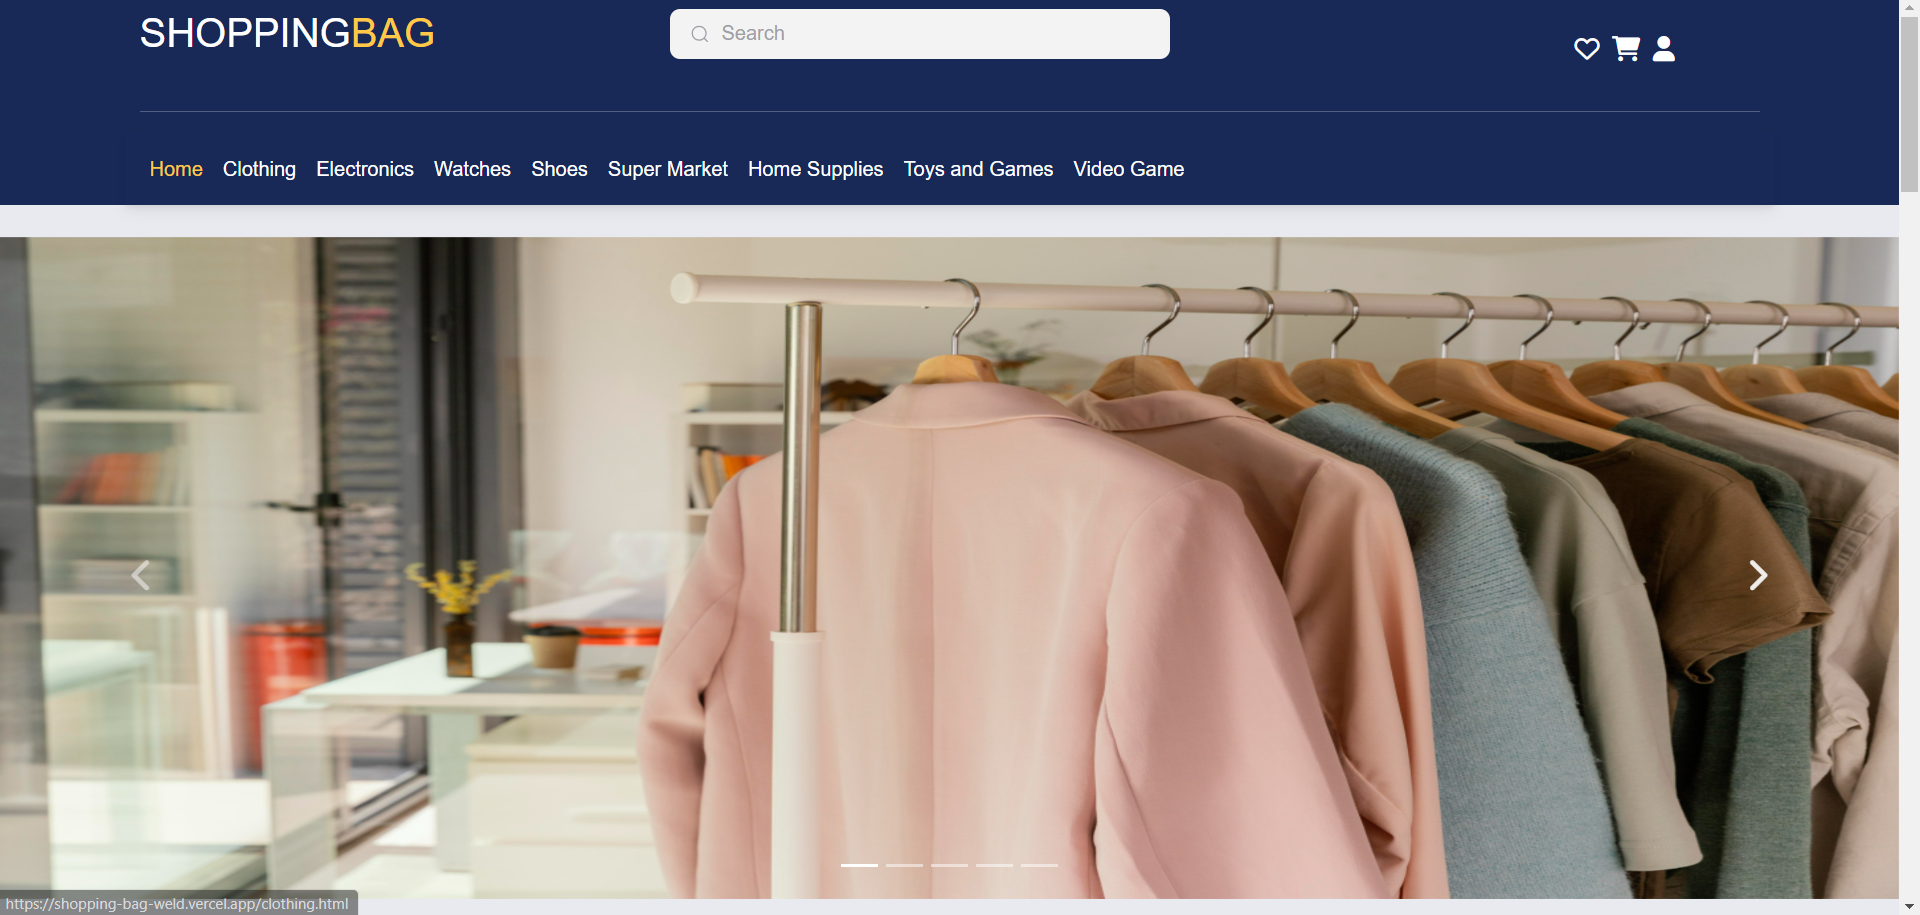 SHOPPINGBAG
Search
Home Clothing Electronics Watches Shoes Super Market Home Supplies Toys and Games Video Game
https://shopping-bag-weld.vercel.app/clothing.html